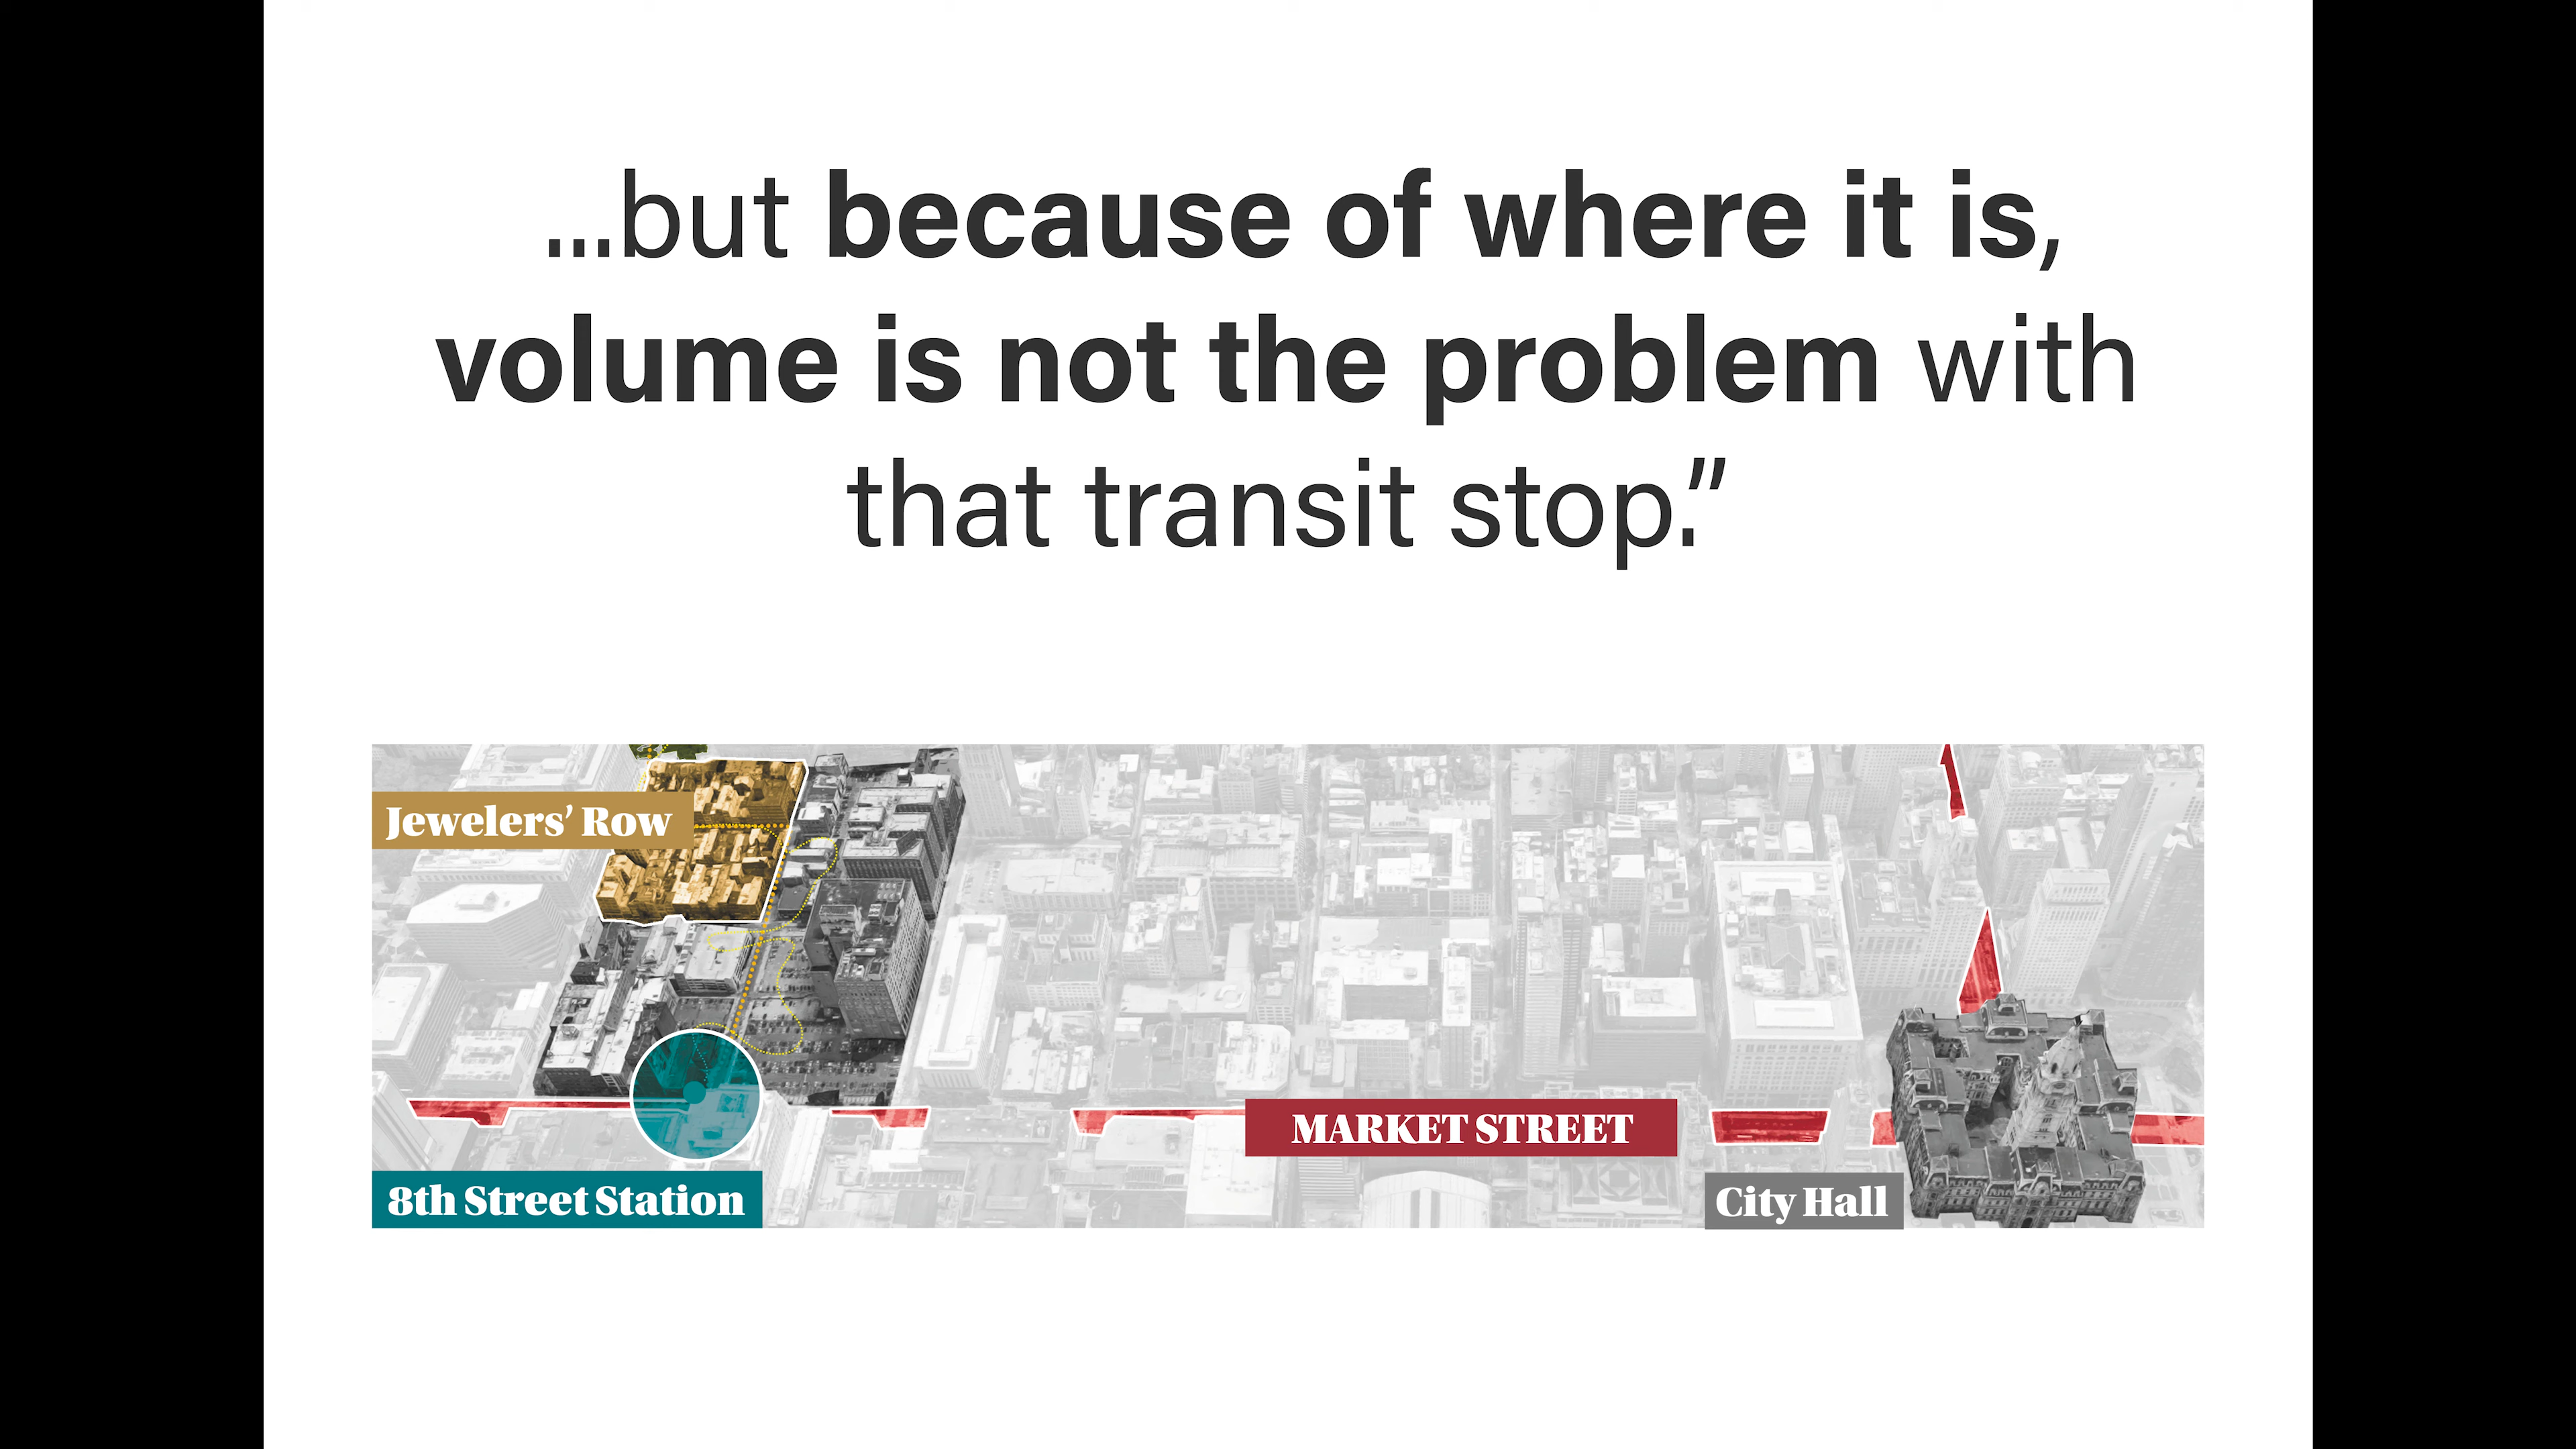 ...but because of where it is,
volume is not the problem with
that transit stop.”
Jewelers’ Row
MARKET STREET
8th Street Station
City Hall